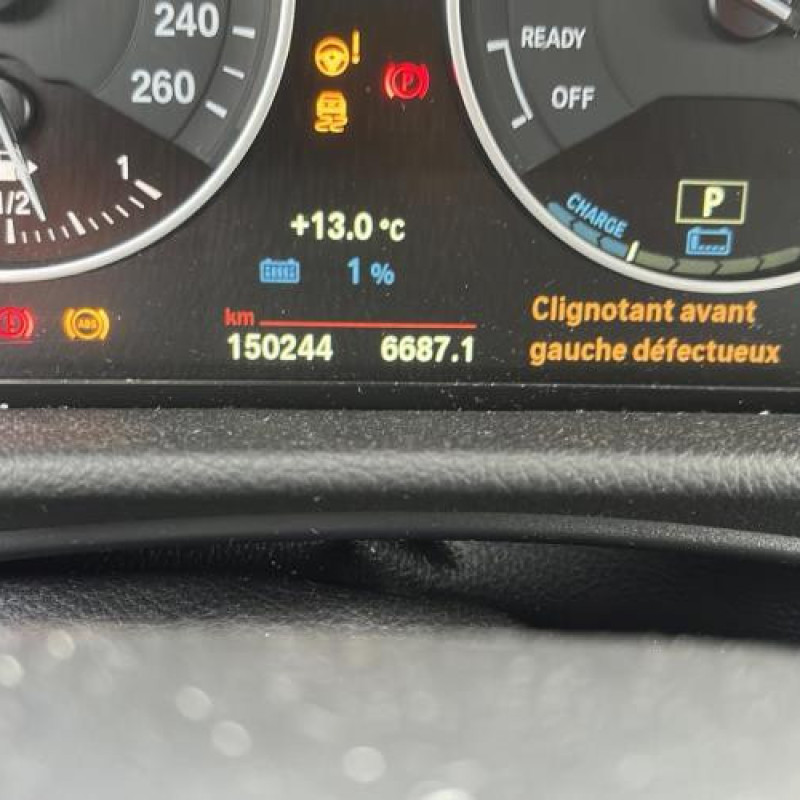 240
260
1/2
1
P
READY
OFF
CHARGE
P
+13.0 °C
1 %
ABS
km
150244 6687.1
Clignotant avant
gauche défectueux